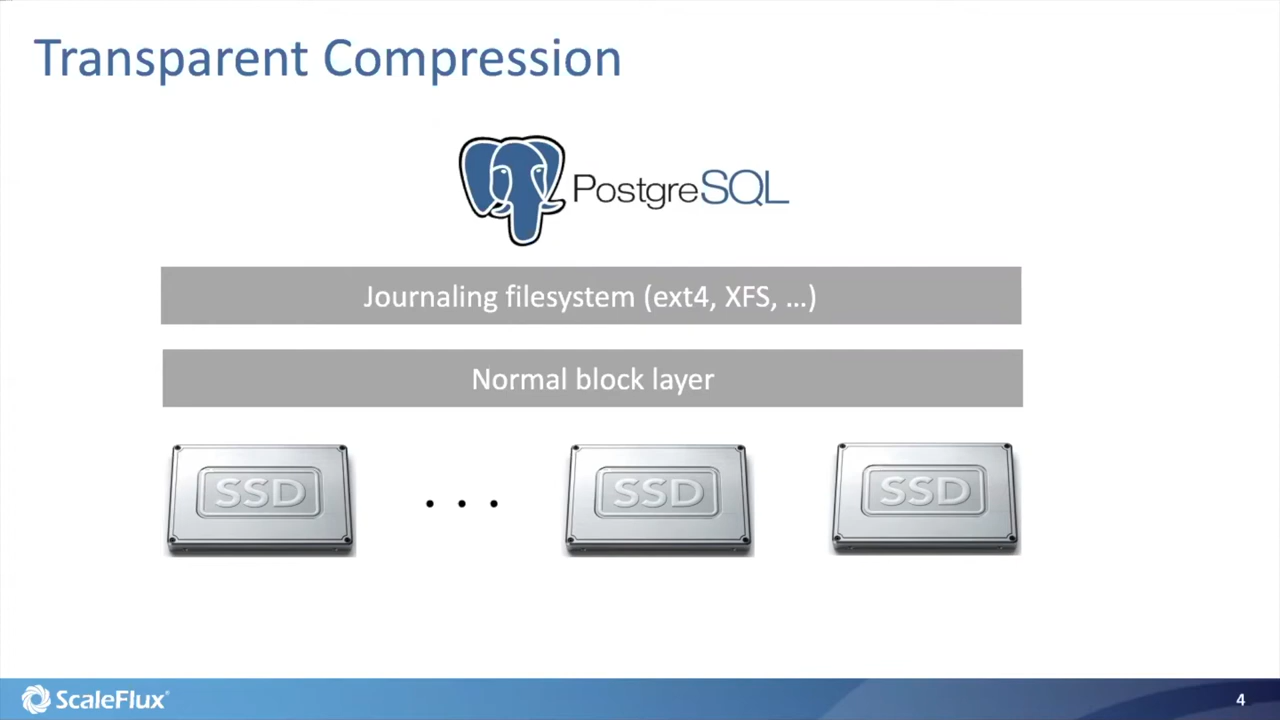 Transparent Compression
PostgreSQL
Journaling filesystem (ext4, XFS, …)
Normal block layer
SSD
. . .
SSD
SSD
ScaleFlux®
4